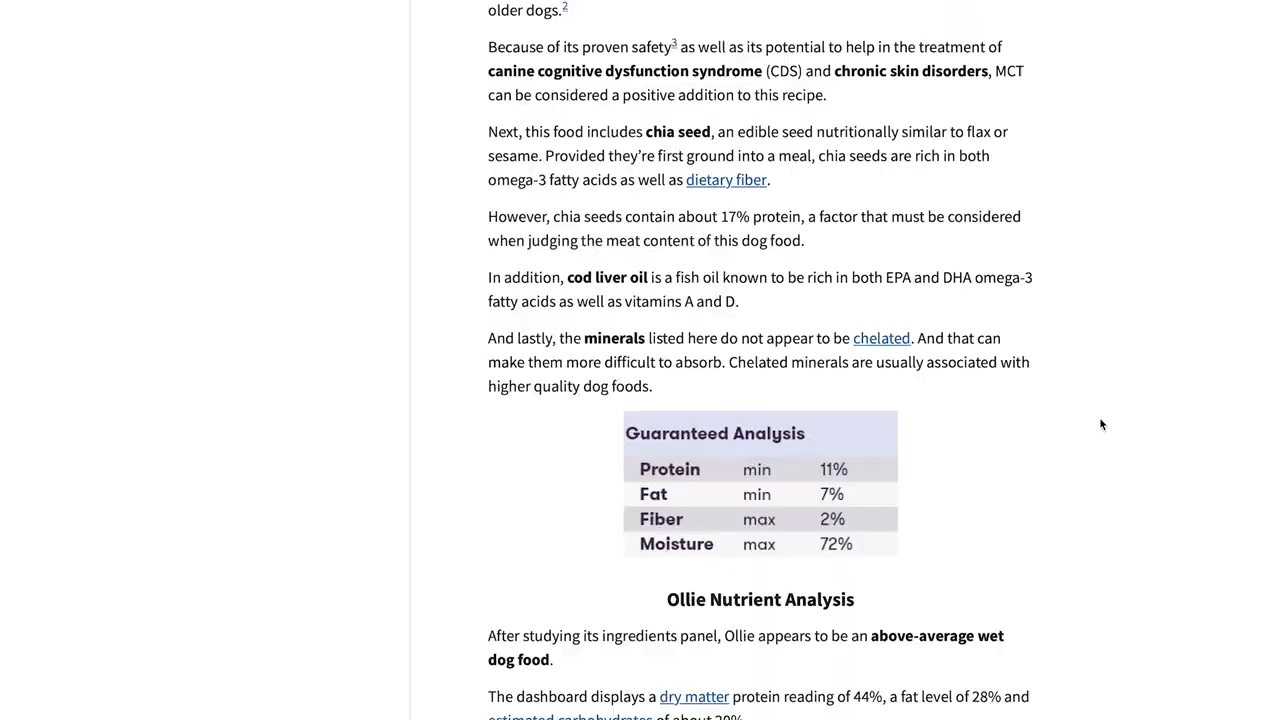 older dogs.2
Because of its proven safety3 as well as its potential to help in the treatment of
canine cognitive dysfunction syndrome (CDS) and chronic skin disorders, MCT
can be considered a positive addition to this recipe.
Next, this food includes chia seed, an edible seed nutritionally similar to flax or
sesame. Provided they’re first ground into a meal, chia seeds are rich in both
omega-3 fatty acids as well as dietary fiber.
However, chia seeds contain about 17% protein, a factor that must be considered
when judging the meat content of this dog food.
In addition, cod liver oil is a fish oil known to be rich in both EPA and DHA omega-3
fatty acids as well as vitamins A and D.
And lastly, the minerals listed here do not appear to be chelated. And that can
make them more difficult to absorb. Chelated minerals are usually associated with
higher quality dog foods.
Guaranteed Analysis
Protein min 11%
Fat min 7%
Fiber max 2%
Moisture max 72%
Ollie Nutrient Analysis
After studying its ingredients panel, Ollie appears to be an above-average wet
dog food.
The dashboard displays a dry matter protein reading of 44%, a fat level of 28% and
estimated carbohydrates of about 20%.